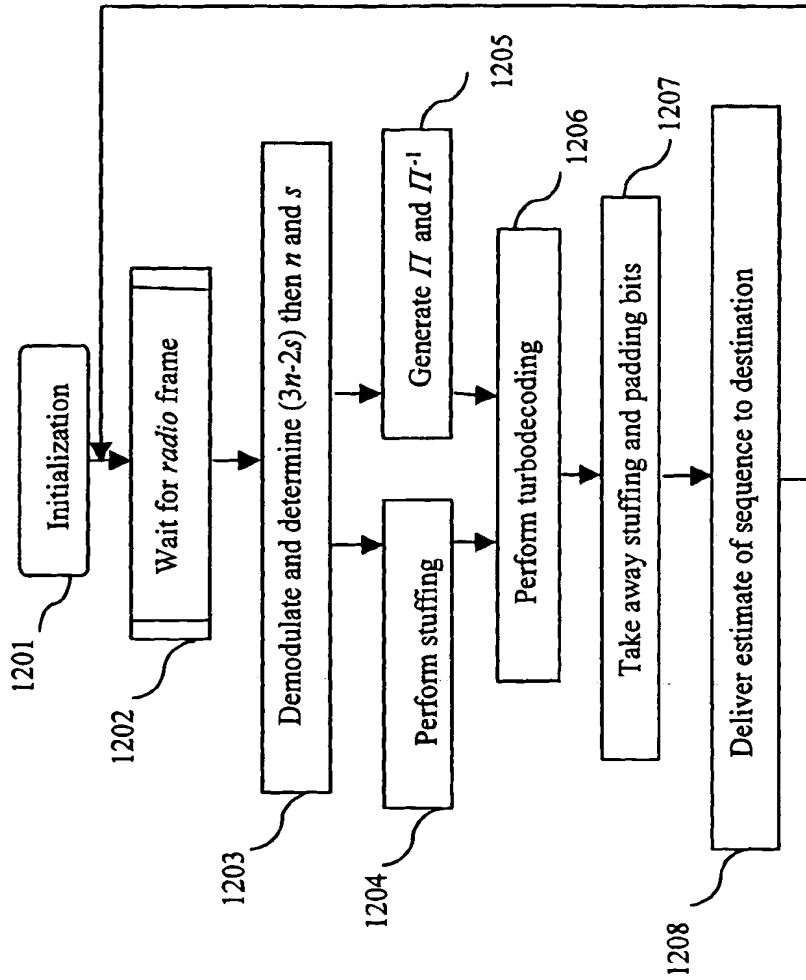 Initialization
1201
Wait for radio frame
1202
Demodulate and determine (3n-2s) then n and s
1203
Perform stuffing
1204
Generate Π and Π⁻¹
1205
Perform turbodecoding
1206
Take away stuffing and padding bits
1207
Deliver estimate of sequence to destination
1208